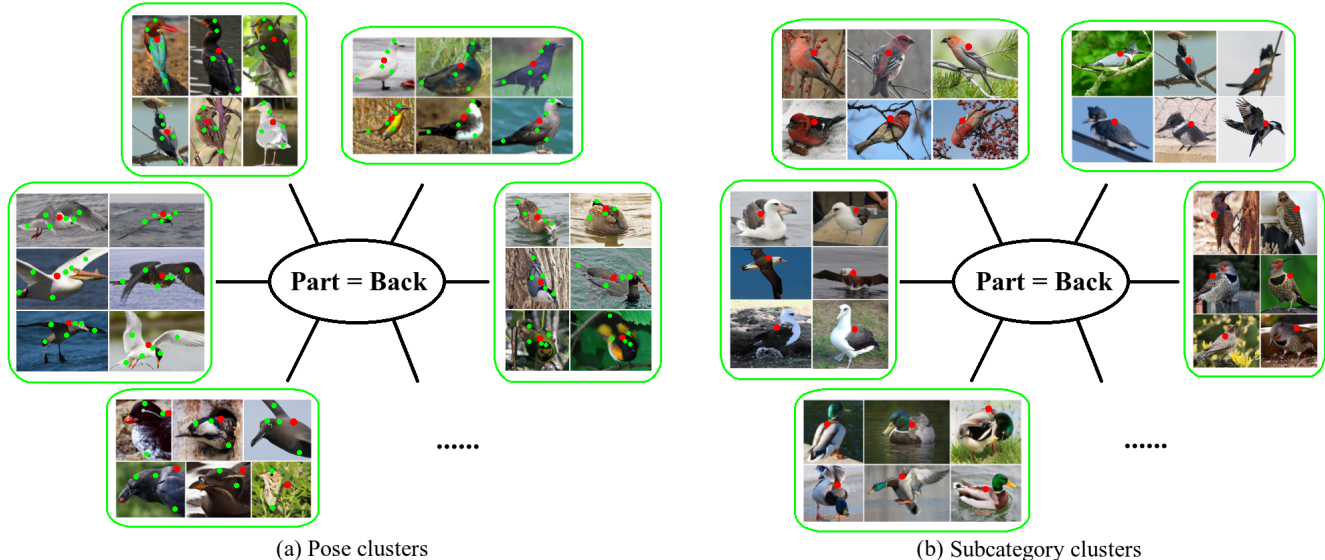 Part = Back
......
(a) Pose clusters
Part = Back
......
(b) Subcategory clusters